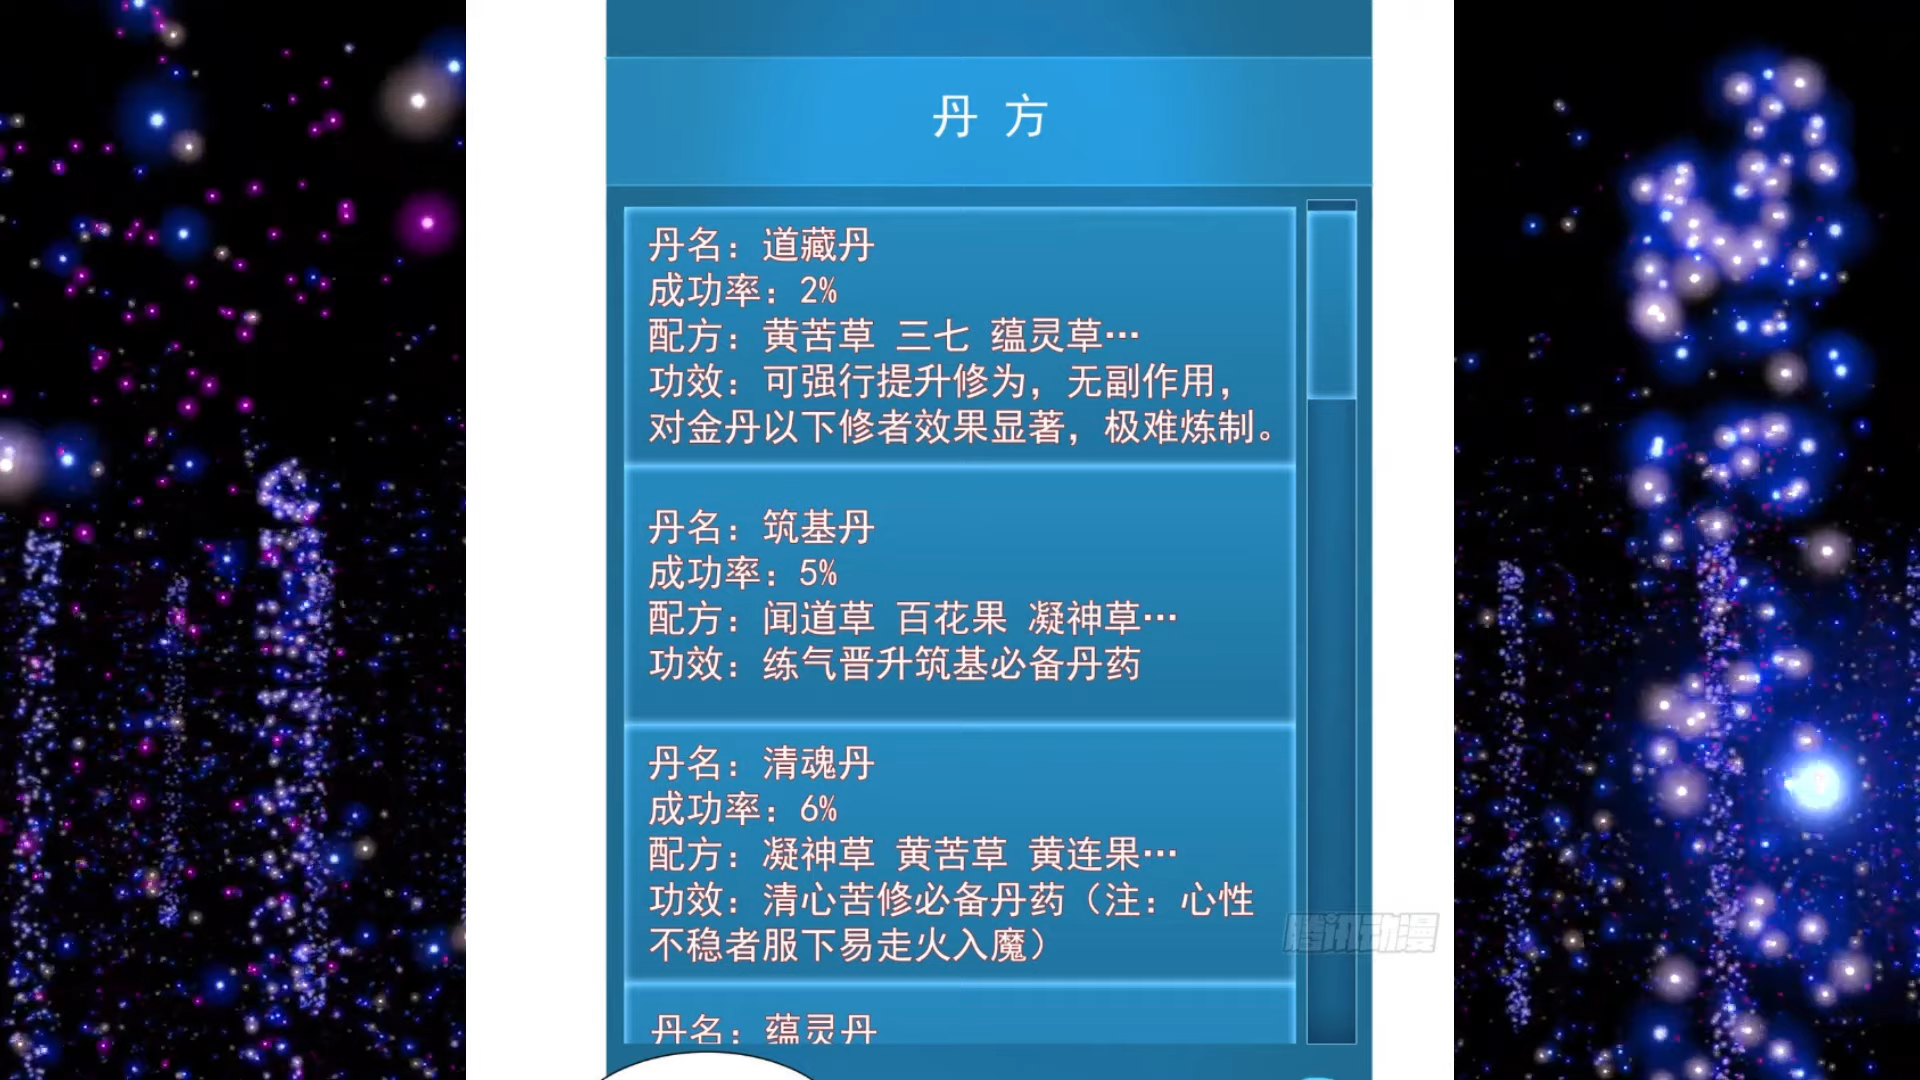 丹 方
丹名：道藏丹
成功率：2%
配方：黄苦草 三七 蕴灵草…
功效：可强行提升修为，无副作用，
对金丹以下修者效果显著，极难炼制。
丹名：筑基丹
成功率：5%
配方：闻道草 百花果 凝神草…
功效：练气晋升筑基必备丹药
丹名：清魂丹
成功率：6%
配方：凝神草 黄苦草 黄连果…
功效：清心苦修必备丹药（注：心性
不稳者服下易走火入魔）
腾讯动漫
丹名：蕴灵丹